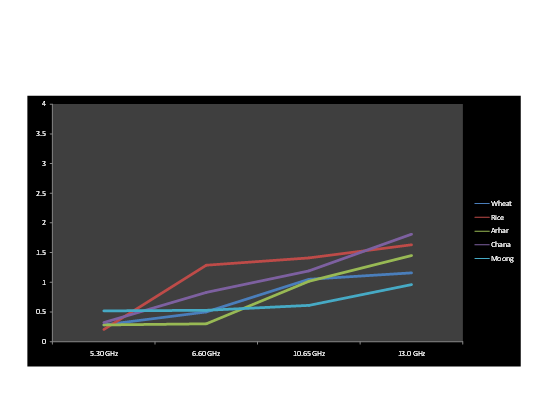 4
3.5
3
2.5
2
1.5
1
0.5
0
5.30 GHz
6.60 GHz
10.65 GHz
13.0 GHz
Wheat
Rice
Arhar
Chana
Moong